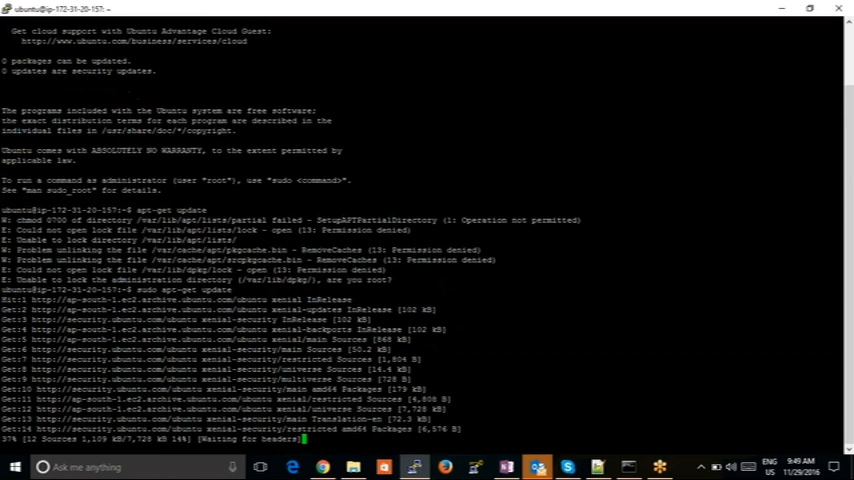 ubuntu@ip-172-31-20-157: ~
Get cloud support with Ubuntu Advantage Cloud Guest:
http://www.ubuntu.com/business/services/cloud
0 packages can be updated.
0 updates are security updates.
The programs included with the Ubuntu system are free software;
the exact distribution terms for each program are described in the
individual files in /usr/share/doc/*/copyright.
Ubuntu comes with ABSOLUTELY NO WARRANTY, to the extent permitted by
applicable law.
To run a command as administrator (user "root"), use "sudo <command>".
See "man sudo_root" for details.
ubuntu@ip-172-31-20-157:~$ apt-get update
W: chmod 0700 of directory /var/lib/apt/lists/partial failed - SetupAPTPartialDirectory (1: Operation not permitted)
E: Could not open lock file /var/lib/apt/lists/lock - open (13: Permission denied)
E: Unable to lock directory /var/lib/apt/lists/
W: Problem unlinking the file /var/cache/apt/pkgcache.bin - RemoveCaches (13: Permission denied)
W: Problem unlinking the file /var/cache/apt/srcpkgcache.bin - RemoveCaches (13: Permission denied)
E: Could not open lock file /var/lib/dpkg/lock - open (13: Permission denied)
E: Unable to lock the administration directory (/var/lib/dpkg/), are you root?
ubuntu@ip-172-31-20-157:~$ sudo apt-get update
Hit:1 http://ap-south-1.ec2.archive.ubuntu.com/ubuntu xenial InRelease
Get:2 http://ap-south-1.ec2.archive.ubuntu.com/ubuntu xenial-updates InRelease [102 kB]
Get:3 http://security.ubuntu.com/ubuntu xenial-security InRelease [102 kB]
Get:4 http://ap-south-1.ec2.archive.ubuntu.com/ubuntu xenial-backports InRelease [102 kB]
Get:5 http://ap-south-1.ec2.archive.ubuntu.com/ubuntu xenial/main Sources [868 kB]
Get:6 http://security.ubuntu.com/ubuntu xenial-security/main Sources [50.2 kB]
Get:7 http://security.ubuntu.com/ubuntu xenial-security/restricted Sources [1,804 B]
Get:8 http://security.ubuntu.com/ubuntu xenial-security/universe Sources [14.4 kB]
Get:9 http://security.ubuntu.com/ubuntu xenial-security/multiverse Sources [728 B]
Get:10 http://security.ubuntu.com/ubuntu xenial-security/main amd64 Packages [179 kB]
Get:11 http://ap-south-1.ec2.archive.ubuntu.com/ubuntu xenial/restricted Sources [4,808 B]
Get:12 http://ap-south-1.ec2.archive.ubuntu.com/ubuntu xenial/universe Sources [7,728 kB]
Get:13 http://security.ubuntu.com/ubuntu xenial-security/main Translation-en [72.3 kB]
Get:14 http://security.ubuntu.com/ubuntu xenial-security/restricted amd64 Packages [6,576 B]
37% [12 Sources 1,109 kB/7,728 kB 14%] [Waiting for headers]
Ask me anything
ENG
US
9:49 AM
11/29/2016